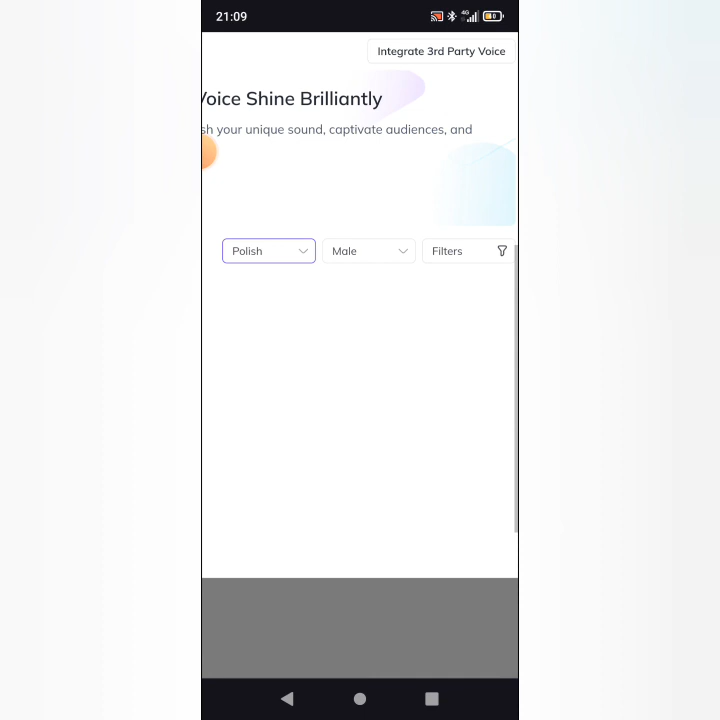 21:09
4G
Integrate 3rd Party Voice
Voice Shine Brilliantly
sh your unique sound, captivate audiences, and
Polish
Male
Filters